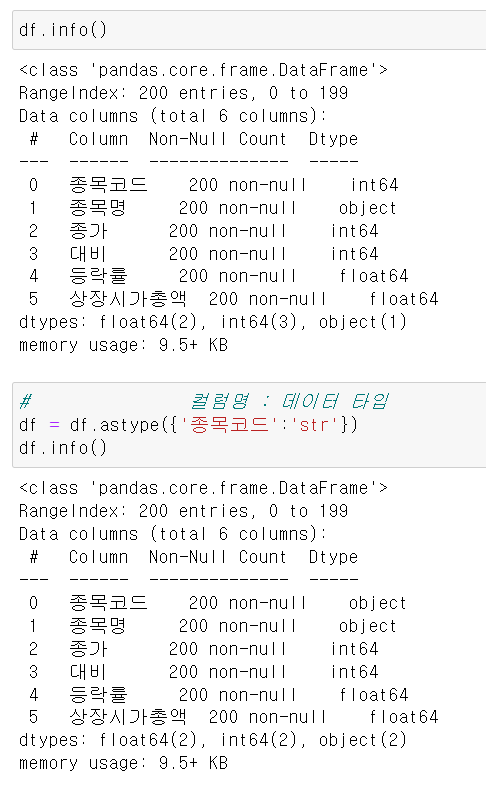 df.info()
<class 'pandas.core.frame.DataFrame'>
RangeIndex: 200 entries, 0 to 199
Data columns (total 6 columns):
#   Column  Non-Null Count  Dtype
---  ------  --------------  -----
0   종목코드    200 non-null    int64
1   종목명     200 non-null    object
2   종가      200 non-null    int64
3   대비      200 non-null    int64
4   등락률     200 non-null    float64
5   상장시가총액  200 non-null    float64
dtypes: float64(2), int64(3), object(1)
memory usage: 9.5+ KB
#                컬럼명 : 데이터 타임
df = df.astype({'종목코드':'str'})
df.info()
<class 'pandas.core.frame.DataFrame'>
RangeIndex: 200 entries, 0 to 199
Data columns (total 6 columns):
#   Column  Non-Null Count  Dtype
---  ------  --------------  -----
0   종목코드    200 non-null    object
1   종목명     200 non-null    object
2   종가      200 non-null    int64
3   대비      200 non-null    int64
4   등락률     200 non-null    float64
5   상장시가총액  200 non-null    float64
dtypes: float64(2), int64(2), object(2)
memory usage: 9.5+ KB